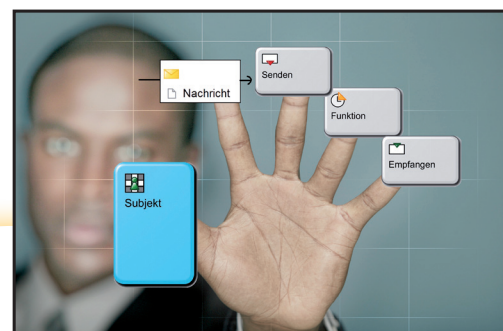 Senden
Nachricht
Funktion
Empfangen
Subjekt